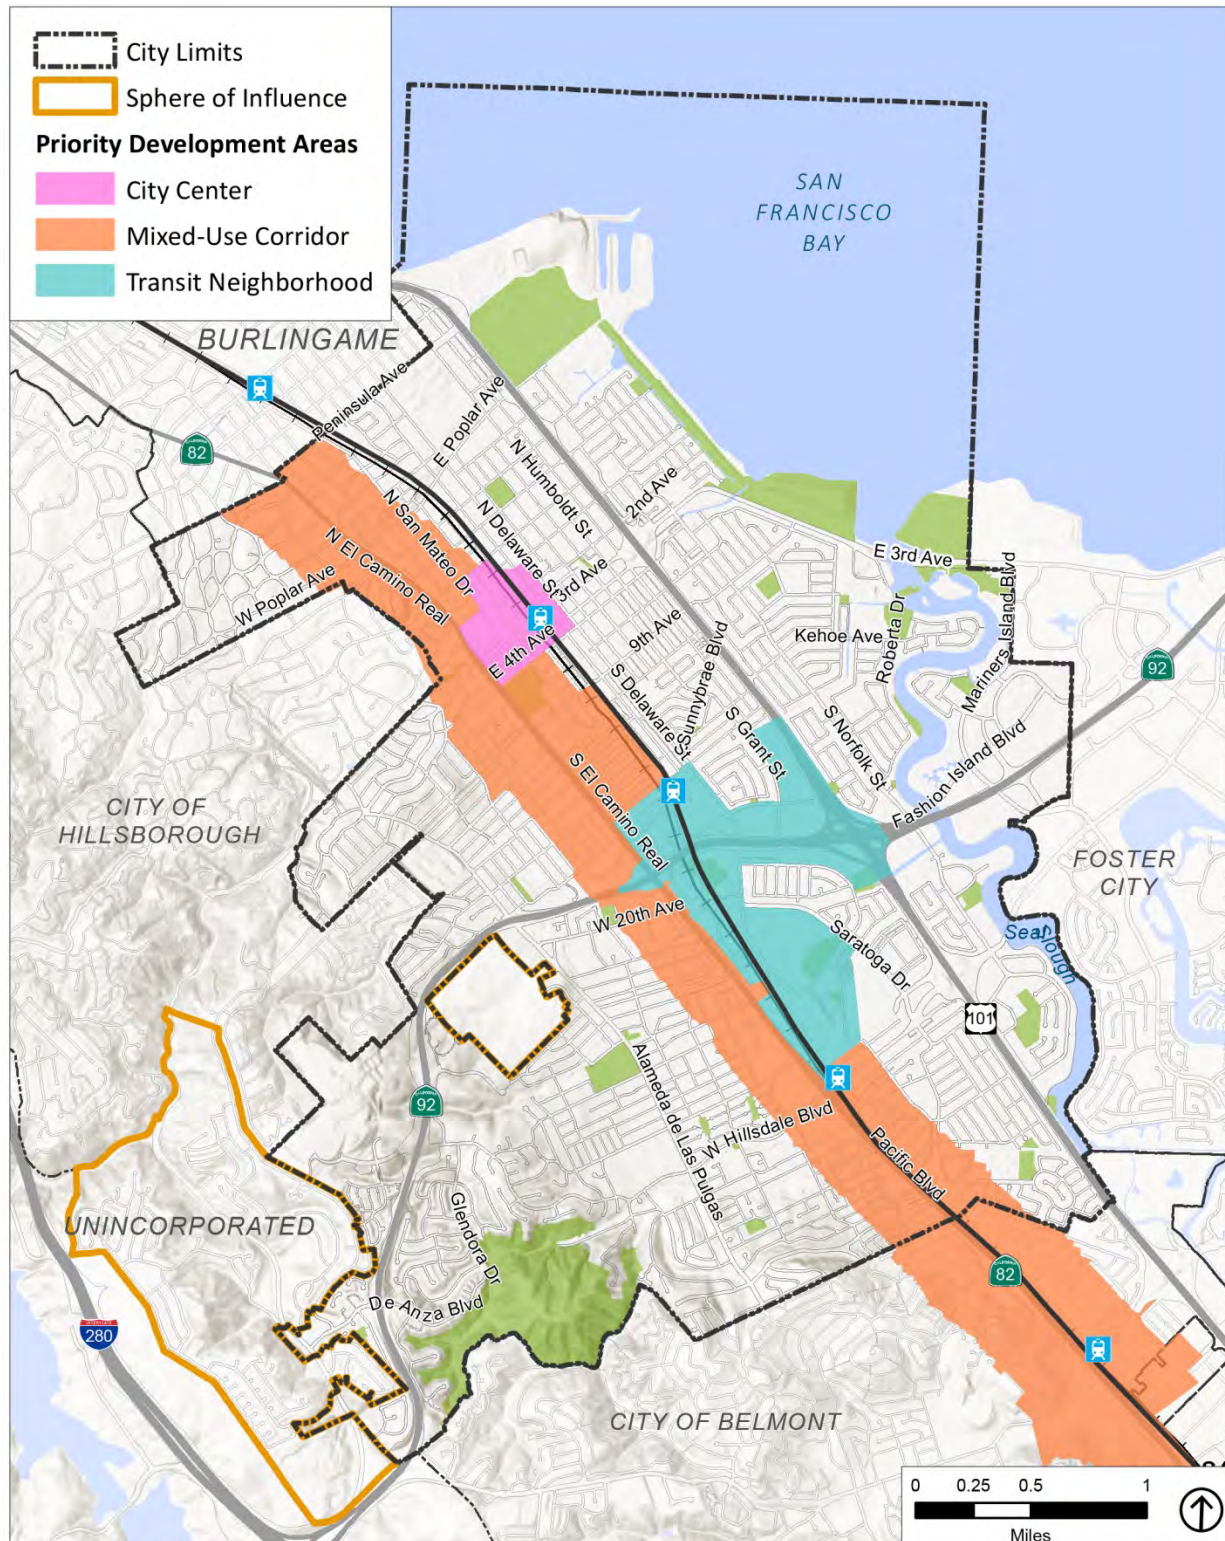 City Limits
Sphere of Influence
Priority Development Areas
City Center
Mixed-Use Corridor
Transit Neighborhood
SAN
FRANCISCO
BAY
BURLINGAME
Peninsula Ave
E Poplar Ave
82
N Humboldt St
2nd Ave
N San Mateo Dr
N Delaware St
E 3rd Ave
N El Camino Real
3rd Ave
W Poplar Ave
Roberta Dr
Mariners Island Blvd
Kehoe Ave
9th Ave
E 4th Ave
92
Sunnybrae Blvd
S Delaware St
S Grant St
S Norfolk St
Fashion Island Blvd
S El Camino Real
CITY OF
HILLSBOROUGH
FOSTER
CITY
W 20th Ave
Saratoga Dr
Seal Slough
101
Alameda de Las Pulgas
92
W Hillsdale Blvd
Pacific Blvd
UNINCORPORATED
Glendora Dr
82
De Anza Blvd
INTERSTATE
280
CITY OF BELMONT
0 0.25 0.5 1
Miles